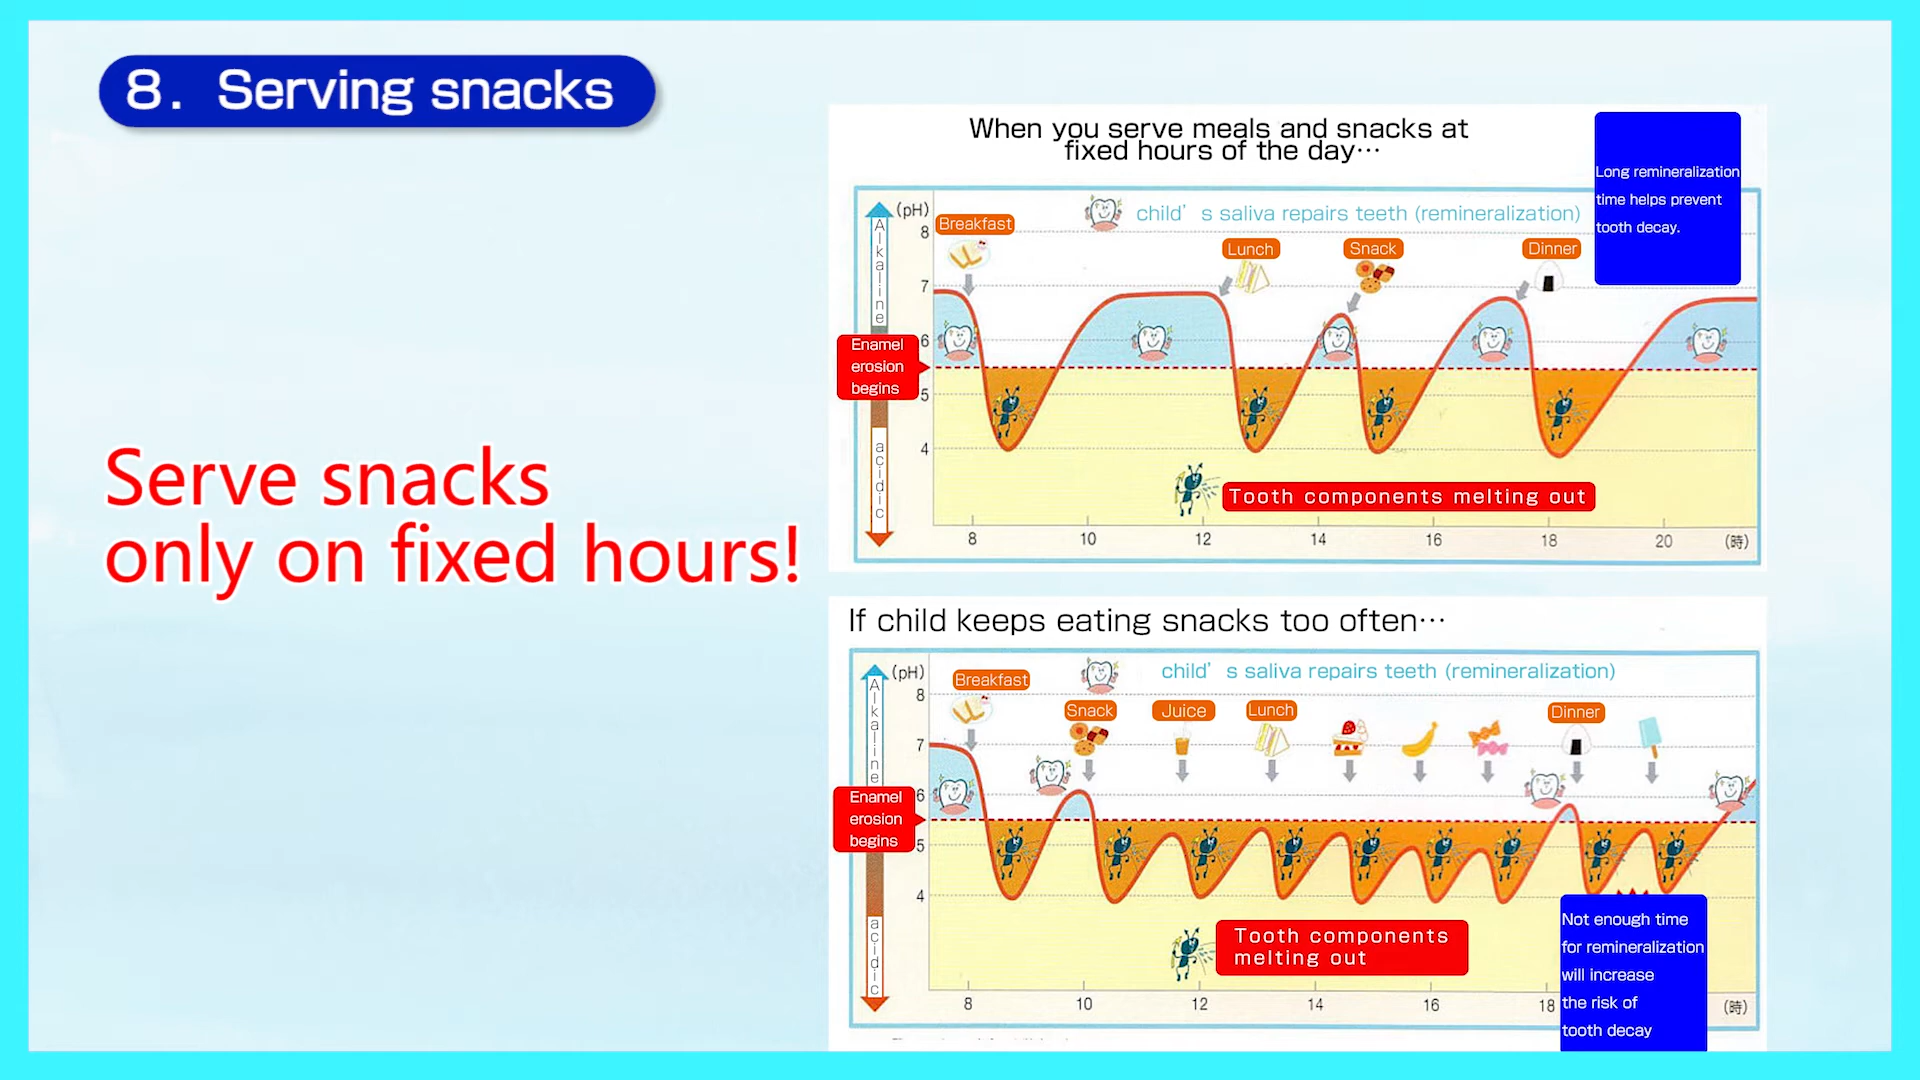 8. Serving snacks
Serve snacks
only on fixed hours!
When you serve meals and snacks at
fixed hours of the day…
Long remineralization
time helps prevent
tooth decay.
(pH)
child's saliva repairs teeth (remineralization)
Breakfast
Lunch
Snack
Dinner
Alkaline
8
7
6
5
4
Enamel
erosion
begins
acidic
Tooth components melting out
8
10
12
14
16
18
20
(時)
If child keeps eating snacks too often…
(pH)
child's saliva repairs teeth (remineralization)
Breakfast
Snack
Juice
Lunch
Dinner
Alkaline
8
7
6
5
4
Enamel
erosion
begins
acidic
Tooth components
melting out
Not enough time
for remineralization
will increase
the risk of
tooth decay
8
10
12
14
16
18
(時)